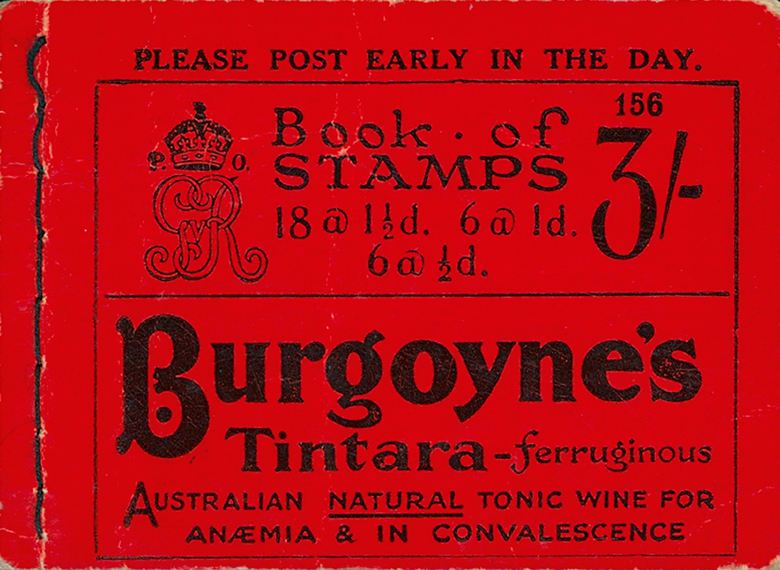 PLEASE POST EARLY IN THE DAY.
156
Book · of
STAMPS
3/-
P. O.
GVR
18 @ 1½d. 6 @ 1d.
6 @ ½d.
Burgoyne's
Tintara-ferruginous
AUSTRALIAN NATURAL TONIC WINE FOR
ANÆMIA & IN CONVALESCENCE